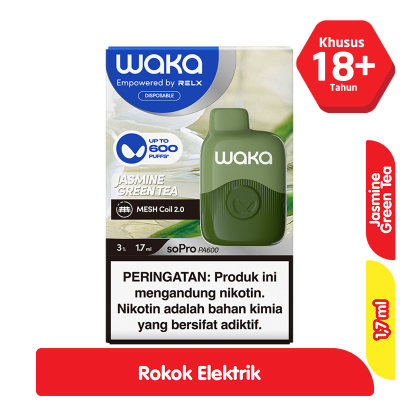 Khusus
18+
Tahun
waka
Empowered by RELX
DISPOSABLE
UP TO
600
PUFFS*
JASMINE
GREEN TEA
MESH Coil 2.0
waka
3% 1.7 ml
soPro PA600
PERINGATAN: Produk ini
mengandung nikotin.
Nikotin adalah bahan kimia
yang bersifat adiktif.
Jasmine
Green Tea
1,7 ml
Rokok Elektrik